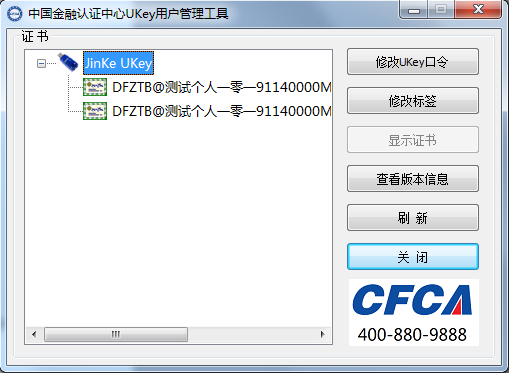 中国金融认证中心UKey用户管理工具
证书
JinKe UKey
DFZTB@测试个人一零一91140000M
DFZTB@测试个人一零一91140000M
修改UKey口令
修改标签
显示证书
查看版本信息
刷 新
关 闭
CFCA
400-880-9888